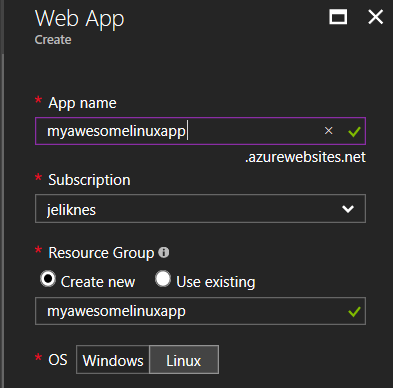 Web App
Create
* App name
myawesomelinuxapp
.azurewebsites.net
* Subscription
jeliknes
* Resource Group
Create new Use existing
myawesomelinuxapp
* OS Windows Linux